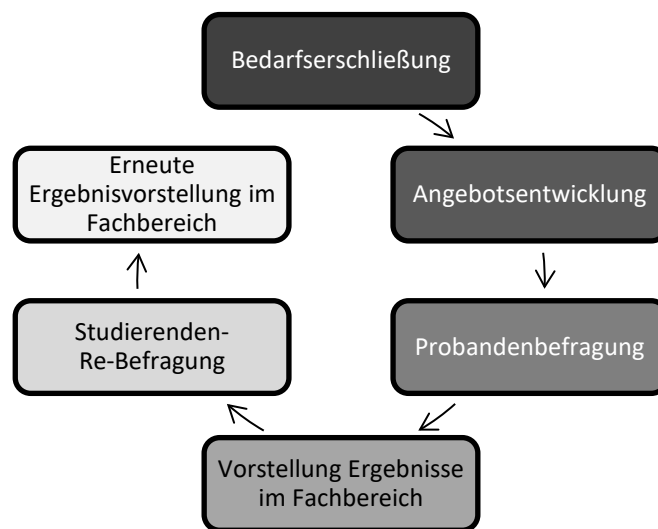 Bedarfserschließung
Angebotsentwicklung
Probandenbefragung
Vorstellung Ergebnisse
im Fachbereich
Studierenden-
Re-Befragung
Erneute
Ergebnisvorstellung im
Fachbereich